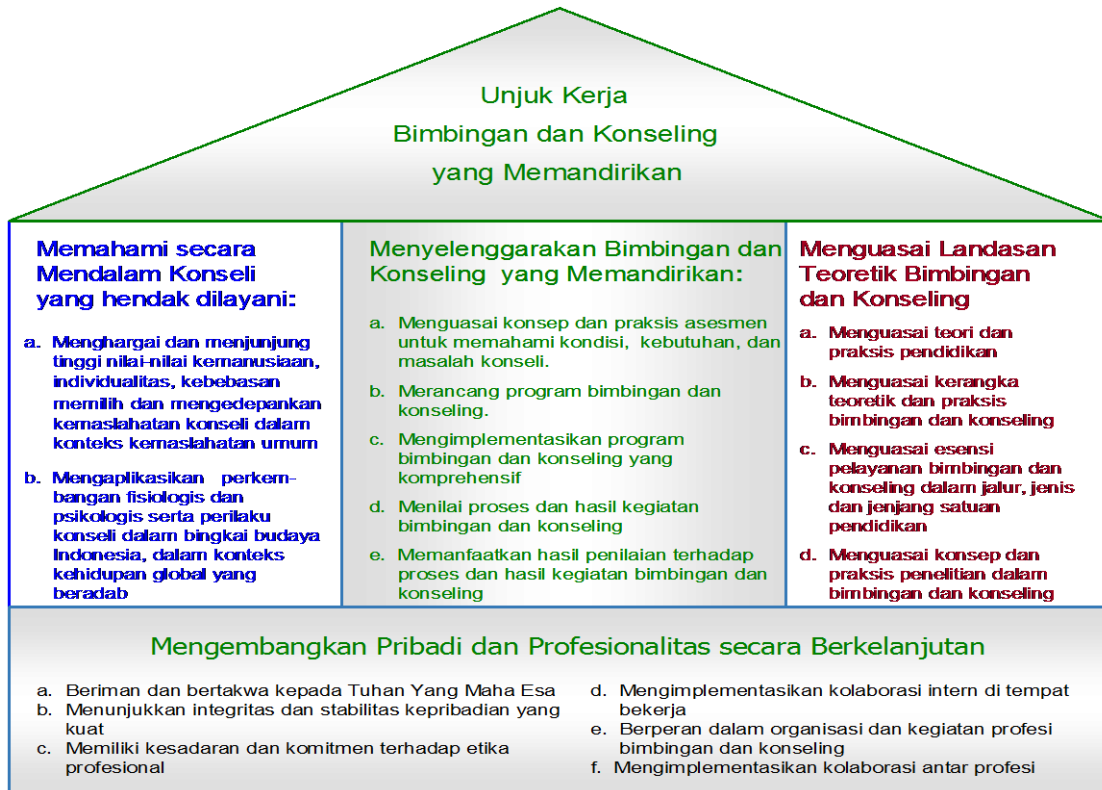 Unjuk Kerja
Bimbingan dan Konseling
yang Memandirikan
Memahami secara
Mendalam Konseli
yang hendak dilayani:
a. Menghargai dan menjunjung
tinggi nilai-nilai kemanusiaan,
individualitas, kebebasan
memilih dan mengedepankan
kemaslahatan konseli dalam
konteks kemaslahatan umum
b. Mengaplikasikan perkem-
bangan fisiologis dan
psikologis serta perilaku
konseli dalam bingkai budaya
Indonesia, dalam konteks
kehidupan global yang
beradab
Menyelenggarakan Bimbingan dan
Konseling yang Memandirikan:
a. Menguasai konsep dan praksis asesmen
untuk memahami kondisi, kebutuhan, dan
masalah konseli.
b. Merancang program bimbingan dan
konseling.
c. Mengimplementasikan program
bimbingan dan konseling yang
komprehensif
d. Menilai proses dan hasil kegiatan
bimbingan dan konseling
e. Memanfaatkan hasil penilaian terhadap
proses dan hasil kegiatan bimbingan dan
konseling
Menguasai Landasan
Teoretik Bimbingan
dan Konseling
a. Menguasai teori dan
praksis pendidikan
b. Menguasai kerangka
teoretik dan praksis
bimbingan dan konseling
c. Menguasai esensi
pelayanan bimbingan dan
konseling dalam jalur, jenis
dan jenjang satuan
pendidikan
d. Menguasai konsep dan
praksis penelitian dalam
bimbingan dan konseling
Mengembangkan Pribadi dan Profesionalitas secara Berkelanjutan
a. Beriman dan bertakwa kepada Tuhan Yang Maha Esa
b. Menunjukkan integritas dan stabilitas kepribadian yang
kuat
c. Memiliki kesadaran dan komitmen terhadap etika
profesional
d. Mengimplementasikan kolaborasi intern di tempat
bekerja
e. Berperan dalam organisasi dan kegiatan profesi
bimbingan dan konseling
f. Mengimplementasikan kolaborasi antar profesi